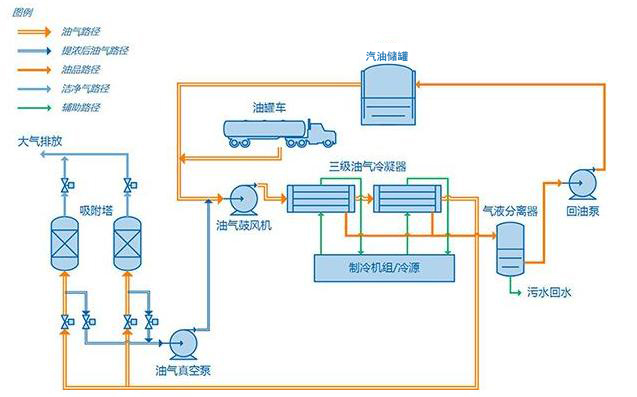 图例
油气路径
提浓后油气路径
油品路径
洁净气路径
辅助路径
汽油储罐
油罐车
大气排放
三级油气冷凝器
吸附塔
油气鼓风机
气液分离器
回油泵
制冷机组/冷源
污水回水
油气真空泵